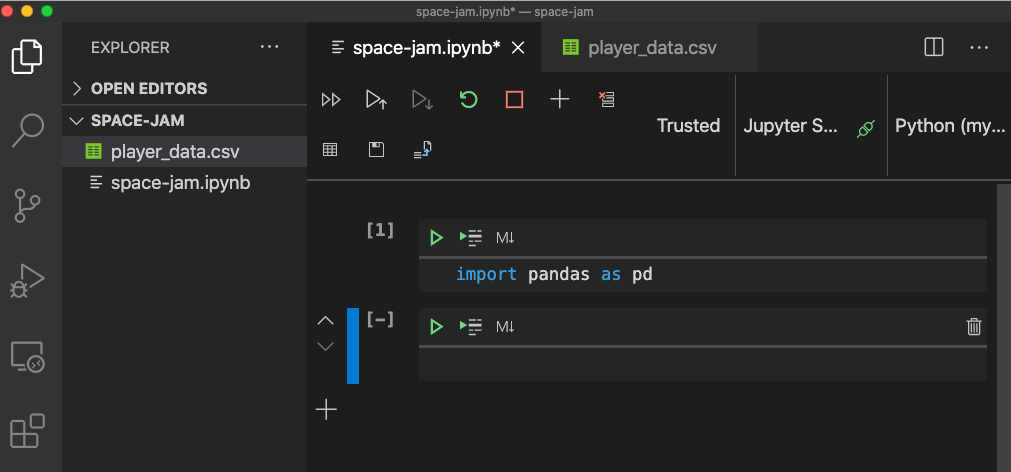 space-jam.ipynb* — space-jam
EXPLORER ...
space-jam.ipynb*
player_data.csv
...
OPEN EDITORS
SPACE-JAM
player_data.csv
space-jam.ipynb
Trusted
Jupyter S...
Python (my...
[1]
M↓
import pandas as pd
[-]
M↓